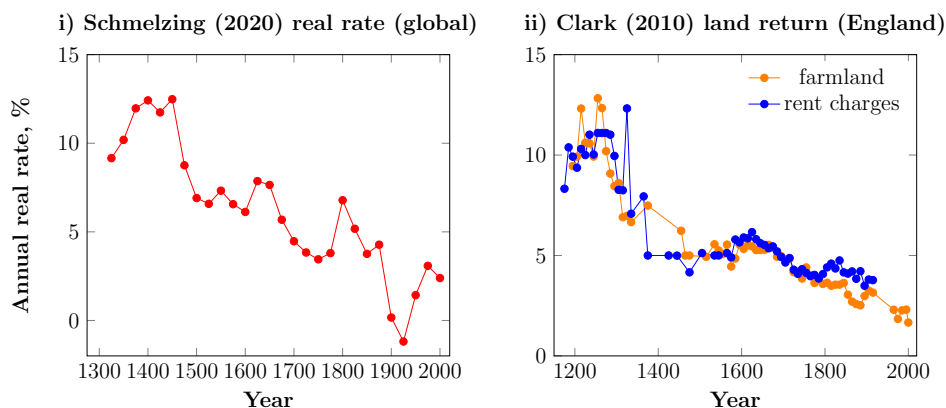 i) Schmelzing (2020) real rate (global)
15
10
5
0
1300 1400 1500 1600 1700 1800 1900 2000
Year
Annual real rate, %
ii) Clark (2010) land return (England)
farmland
rent charges
15
10
5
0
1200 1400 1600 1800 2000
Year